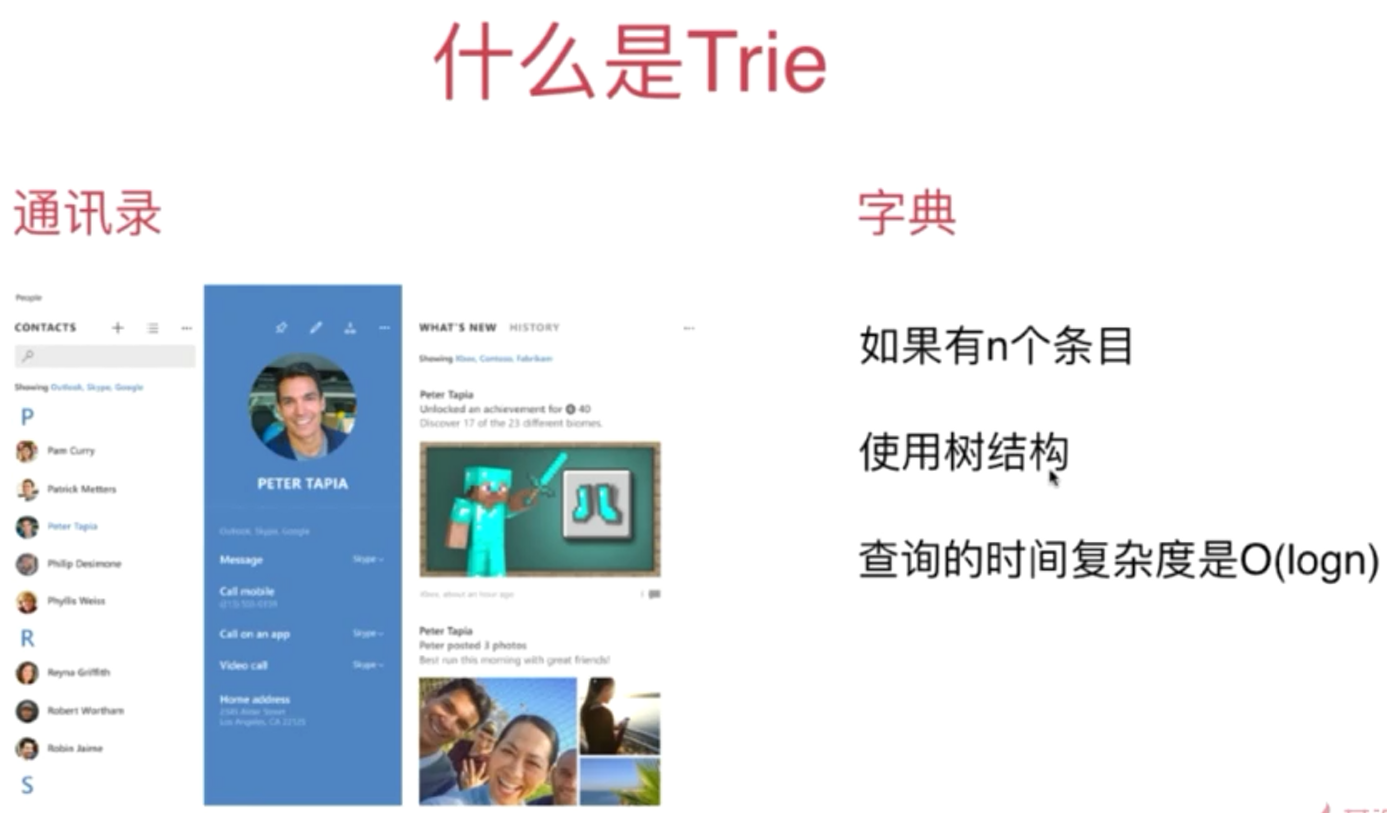 什么是Trie
通讯录
People
CONTACTS
Showing Outlook, Skype, Google
P
Pam Curry
Patrick Metters
Peter Tapia
Philip Desimone
Phyllis Weiss
R
Reyna Griffith
Robert Wortham
Robin Jaime
S
PETER TAPIA
Outlook, Skype, Google
Message Skype
Call mobile
Call on an app Skype
Video call Skype
Home address
2345 Alder Street
Los Angeles, CA 22125
WHAT'S NEW HISTORY
Showing Xbox, Contoso, Fabrikam
Peter Tapia
Unlocked an achievement for G 40
Discover 17 of the 23 different biomes.
Xbox, about an hour ago 1
Peter Tapia
Peter posted 3 photos
Best run this morning with great friends!
字典
如果有n个条目
使用树结构
查询的时间复杂度是O(logn)